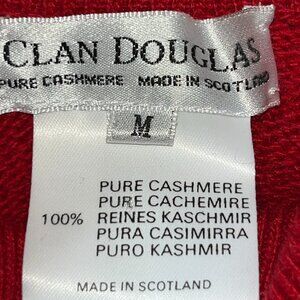 CLAN DOUGLAS
PURE CASHMERE MADE IN SCOTLAND
M
PURE CASHMERE
PURE CACHEMIRE
100% REINES KASCHMIR
PURA CASIMIRRA
PURO KASHMIR
MADE IN SCOTLAND